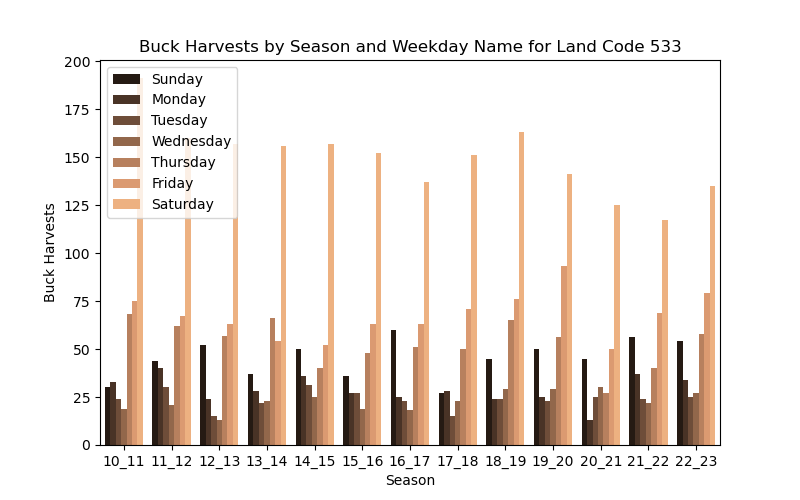 Buck Harvests by Season and Weekday Name for Land Code 533
200
175
150
125
100
75
50
25
0
Buck Harvests
Sunday
Monday
Tuesday
Wednesday
Thursday
Friday
Saturday
10_11 11_12 12_13 13_14 14_15 15_16 16_17 17_18 18_19 19_20 20_21 21_22 22_23
Season